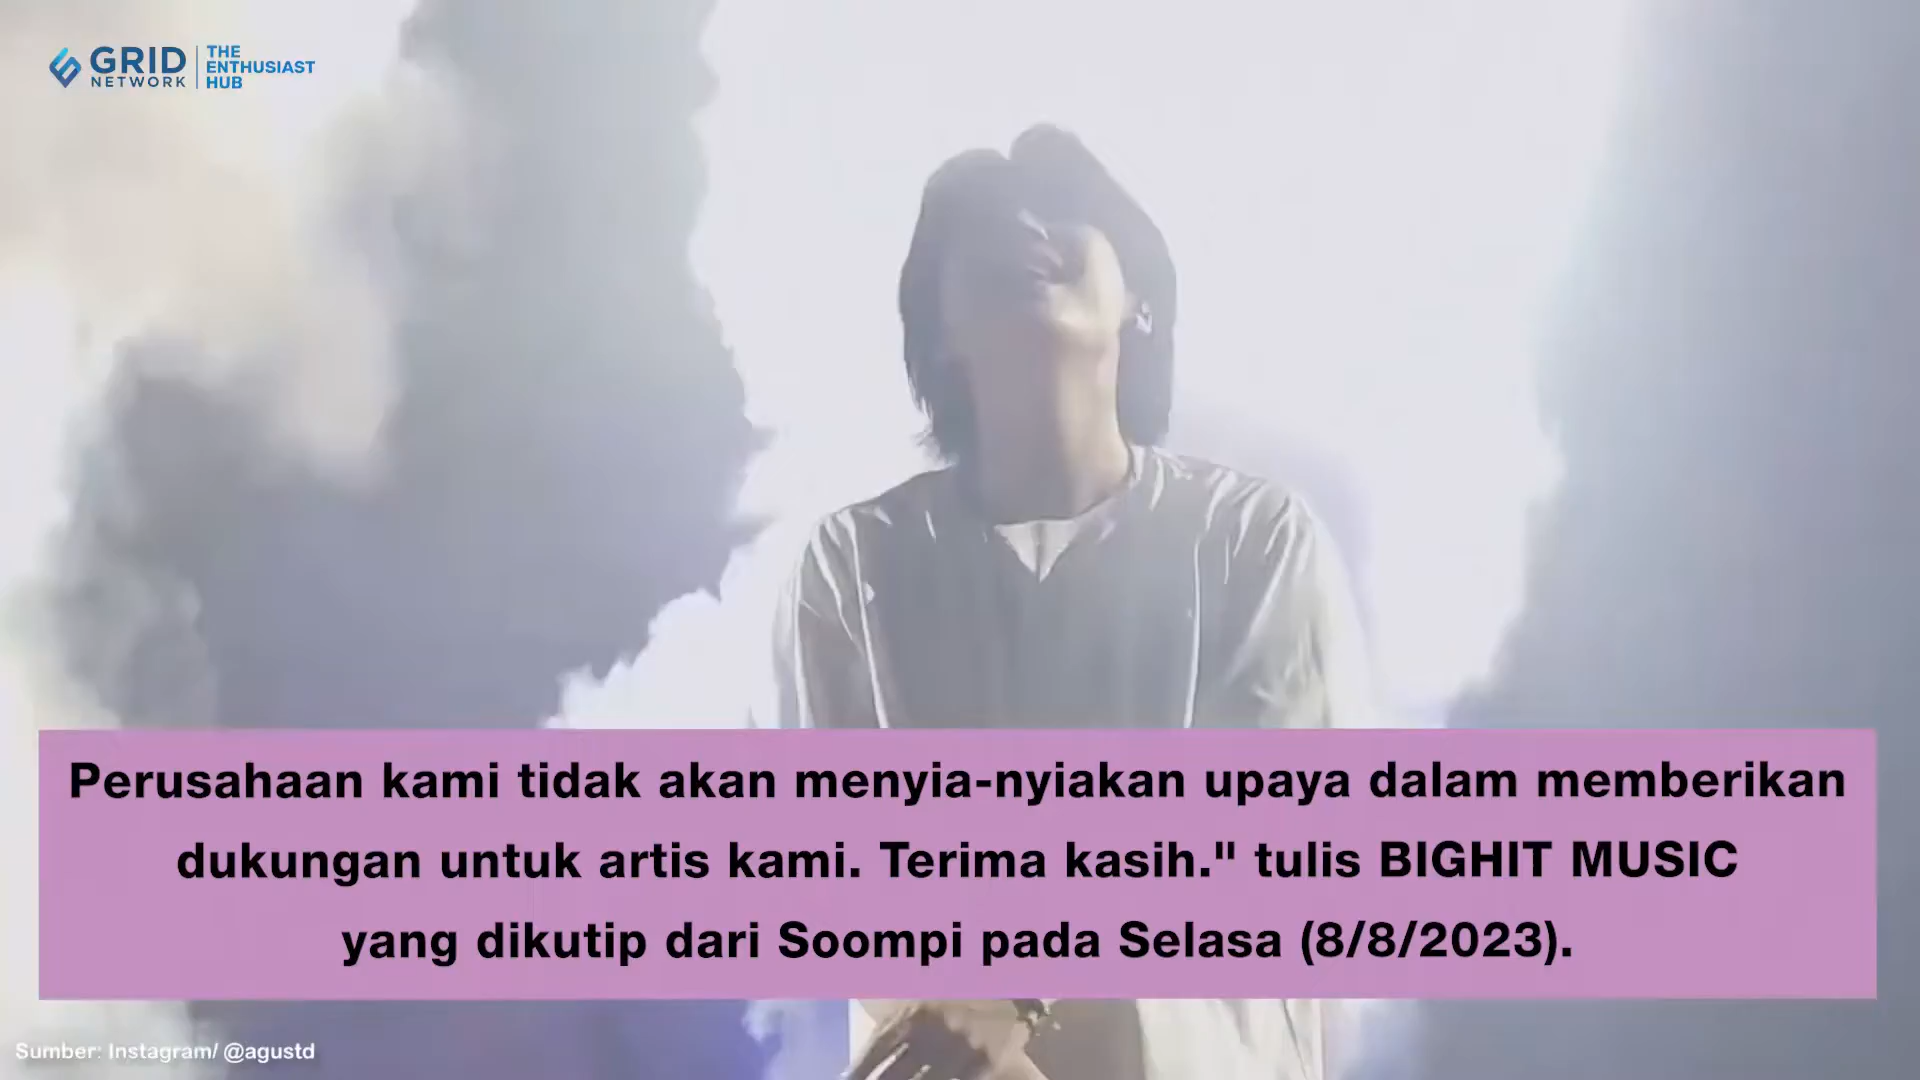 GRID
NETWORK
THE
ENTHUSIAST
HUB
Perusahaan kami tidak akan menyia-nyiakan upaya dalam memberikan
dukungan untuk artis kami. Terima kasih." tulis BIGHIT MUSIC
yang dikutip dari Soompi pada Selasa (8/8/2023).
Sumber: Instagram/ @agustd